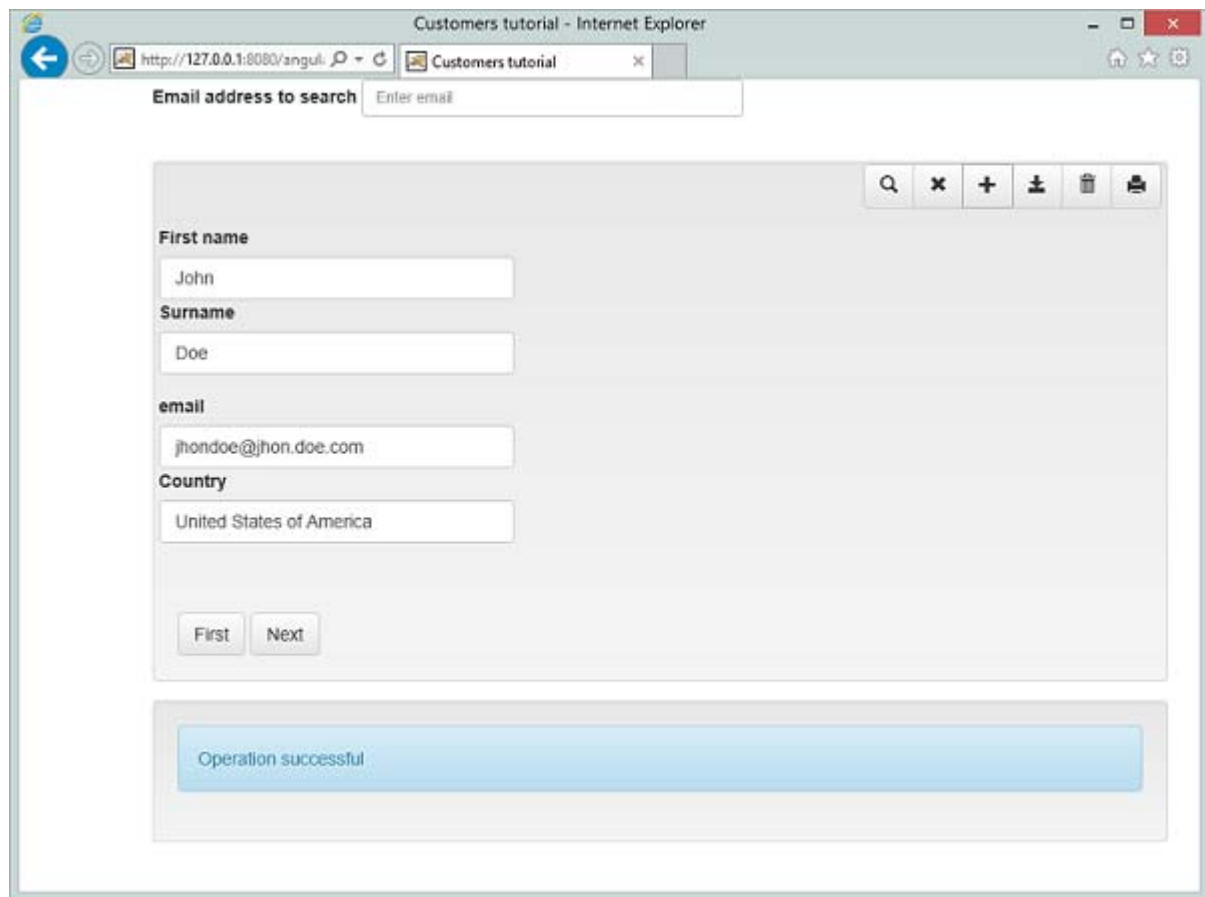 Customers tutorial - Internet Explorer
http://127.0.0.1:8080/angul
Customers tutorial
Email address to search Enter email
First name
John
Surname
Doe
email
jhondoe@jhon.doe.com
Country
United States of America
First Next
Operation successful